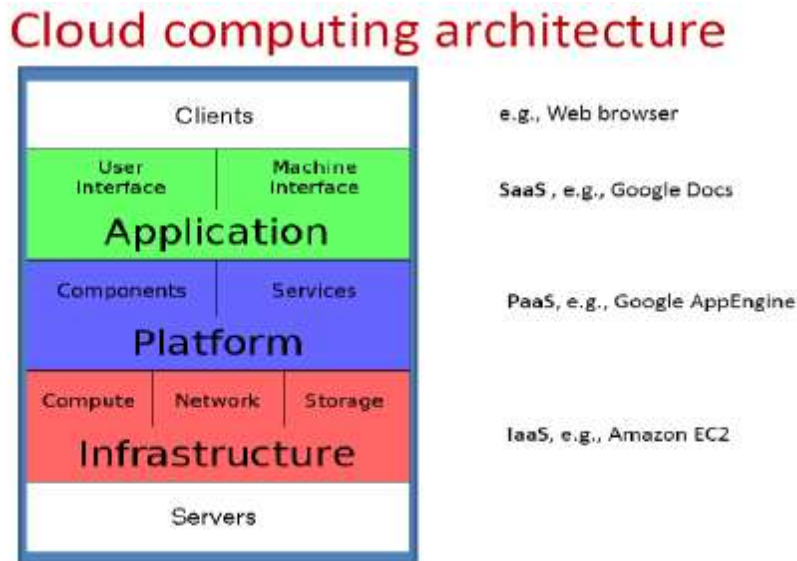 Cloud computing architecture
Clients
e.g., Web browser
User Interface
Machine Interface
SaaS , e.g., Google Docs
Application
Components
Services
PaaS, e.g., Google AppEngine
Platform
Compute
Network
Storage
IaaS, e.g., Amazon EC2
Infrastructure
Servers